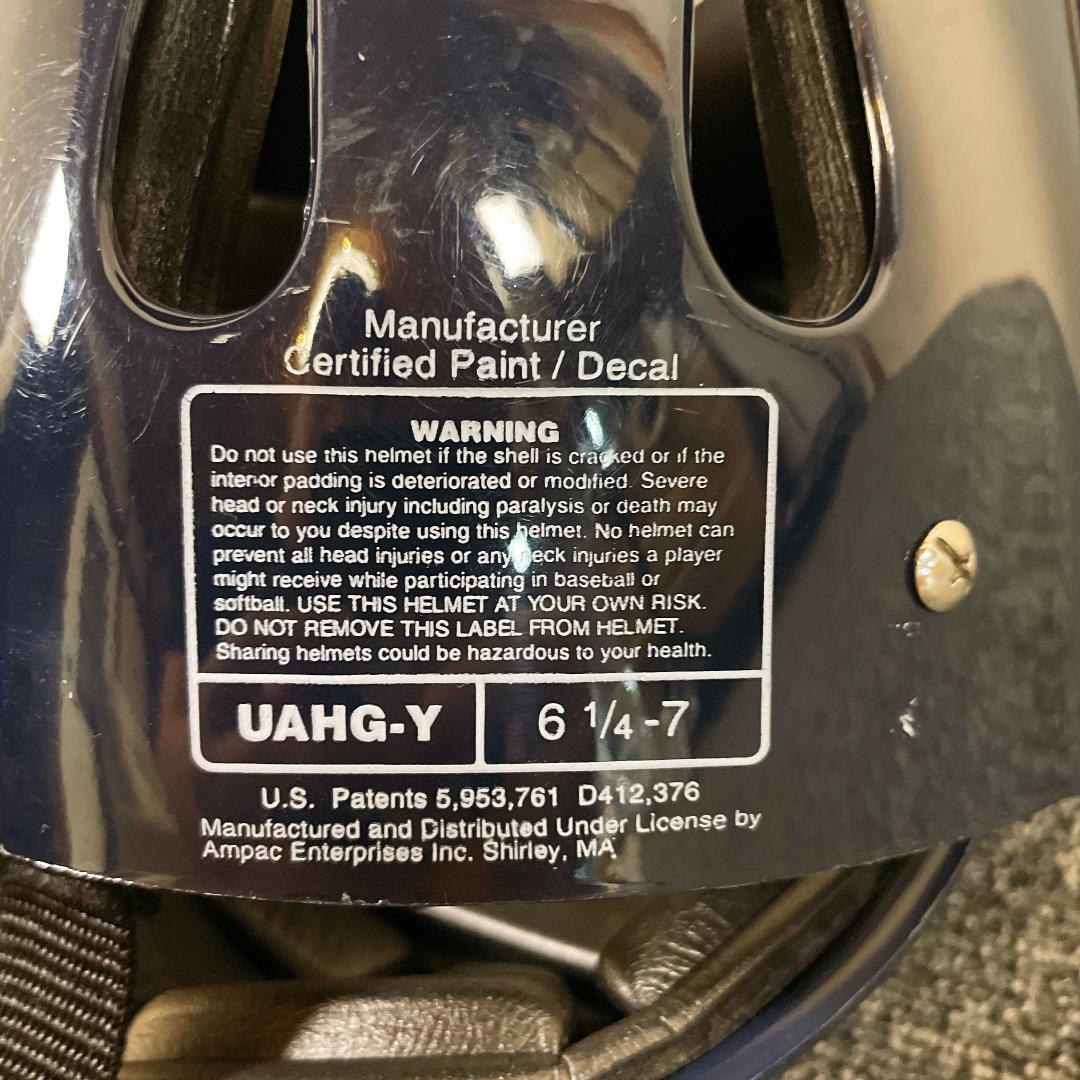 Manufacturer
Certified Paint / Decal
WARNING
Do not use this helmet if the shell is cracked or if the
interior padding is deteriorated or modified. Severe
head or neck injury including paralysis or death may
occur to you despite using this helmet. No helmet can
prevent all head injuries or any neck injuries a player
might receive while participating in baseball or
softball. USE THIS HELMET AT YOUR OWN RISK.
DO NOT REMOVE THIS LABEL FROM HELMET.
Sharing helmets could be hazardous to your health.
UAHG-Y 6 1/4 -7
U.S. Patents 5,953,761 D412,376
Manufactured and Distributed Under License by
Ampac Enterprises Inc. Shirley, MA